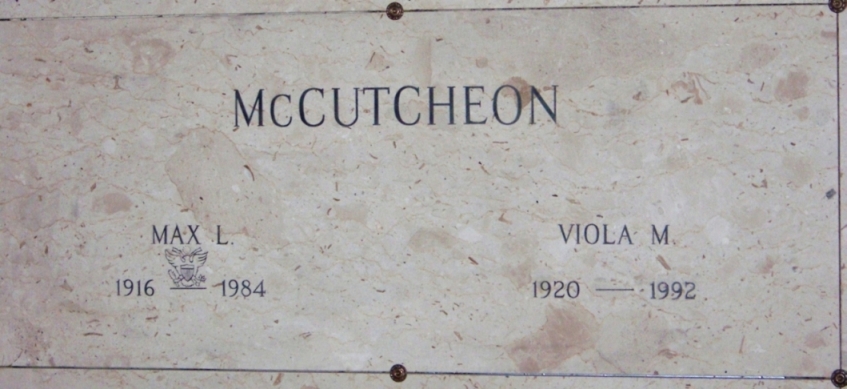 McCUTCHEON
MAX L.
1916 1984
VIOLA M.
1920 — 1992